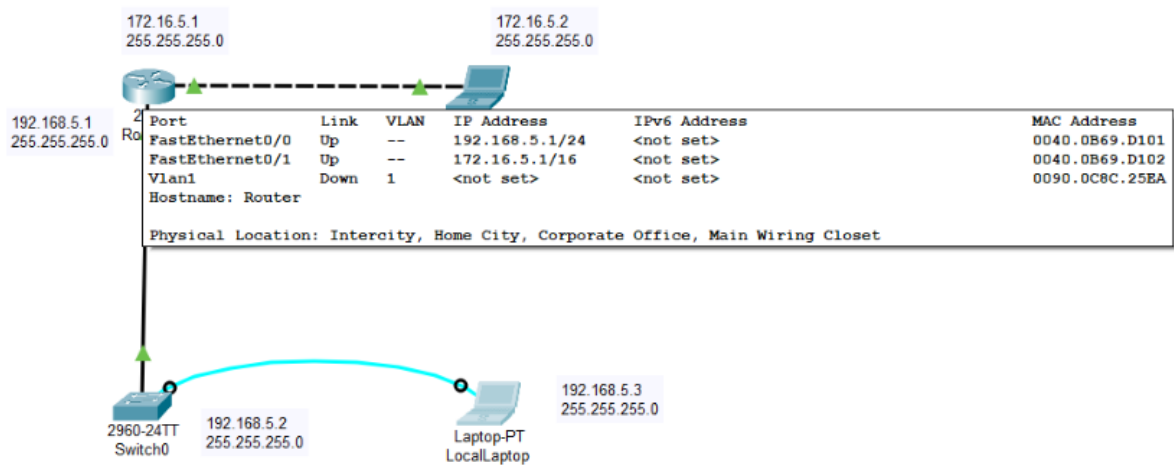 172.16.5.1
255.255.255.0
172.16.5.2
255.255.255.0
192.168.5.1
255.255.255.0
2
Ro
Port Link VLAN IP Address IPv6 Address MAC Address
FastEthernet0/0 Up -- 192.168.5.1/24 <not set> 0040.0B69.D101
FastEthernet0/1 Up -- 172.16.5.1/16 <not set> 0040.0B69.D102
Vlan1 Down 1 <not set> <not set> 0090.0C8C.25EA
Hostname: Router
Physical Location: Intercity, Home City, Corporate Office, Main Wiring Closet
2960-24TT
Switch0
192.168.5.2
255.255.255.0
Laptop-PT
LocalLaptop
192.168.5.3
255.255.255.0